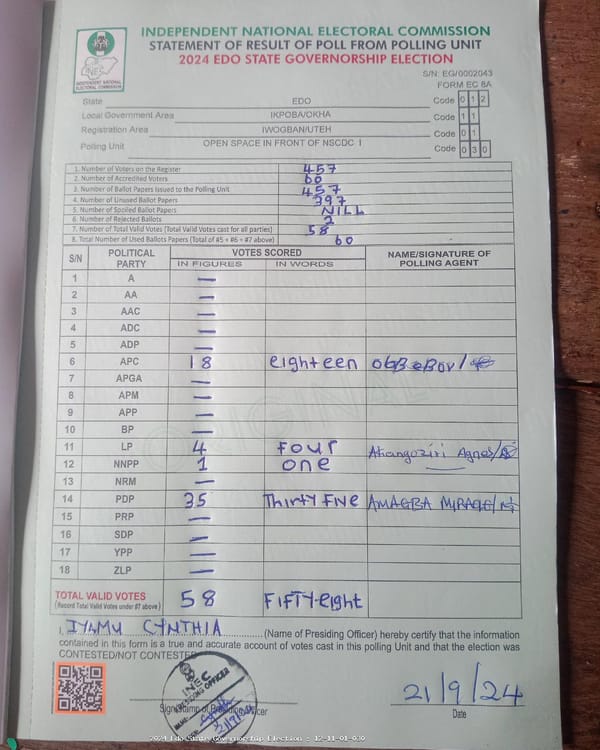 INDEPENDENT NATIONAL ELECTORAL COMMISSION
STATEMENT OF RESULT OF POLL FROM POLLING UNIT
2024 EDO STATE GOVERNORSHIP ELECTION
INEC
INDEPENDENT NATIONAL ELECTORAL COMMISSION
S/N: EG/0002043
FORM EC 8A
State EDO Code 0 1 2
Local Government Area IKPOBA/OKHA Code 1 1
Registration Area IWOGBAN/UTEH Code 0 1
Polling Unit OPEN SPACE IN FRONT OF NSCDC I Code 0 3 0
1. Number of Voters on the Register 457
2. Number of Accredited Voters 60
3. Number of Ballot Papers Issued to the Polling Unit 457
4. Number of Unused Ballot Papers 397
5. Number of Spoiled Ballot Papers NILL
6. Number of Rejected Ballots 2
7. Number of Total Valid Votes (Total Valid Votes cast for all parties) 58
8. Total Number of Used Ballots Papers (Total of #5 + #6 + #7 above) 60
S/N POLITICAL PARTY VOTES SCORED NAME/SIGNATURE OF POLLING AGENT
IN FIGURES IN WORDS
1 A —
2 AA —
3 AAC —
4 ADC —
5 ADP —
6 APC 18 eighteen
7 APGA —
8 APM —
9 APP —
10 BP —
11 LP 4 Four Agnes
12 NNPP 1 one
13 NRM —
14 PDP 35 Thirty Five AMAGBA
15 PRP —
16 SDP —
17 YPP —
18 ZLP —
TOTAL VALID VOTES 58 FIFTY-eight
(Record Total Valid Votes under #7 above)
I, CYNTHIA (Name of Presiding Officer) hereby certify that the information
contained in this form is a true and accurate account of votes cast in this polling Unit and that the election was
CONTESTED/NOT CONTESTED
INEC
PRESIDING OFFICER
21/9/24
Date
2024 Edo State Governorship Election - 12-11-01-030